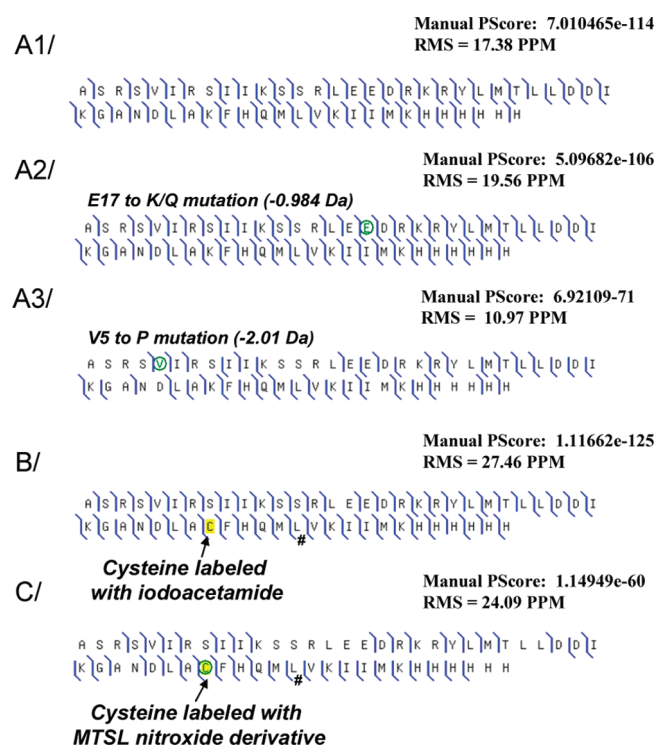 Manual PScore: 7.010465e-114
RMS = 17.38 PPM
A1/
A S R S V I R S I I K S S R L E E D R K R Y L M T L L D D I
K G A N D L A K F H Q M L V K I I M K H H H H H H
Manual PScore: 5.09682e-106
RMS = 19.56 PPM
A2/
E17 to K/Q mutation (-0.984 Da)
A S R S V I R S I I K S S R L E E D R K R Y L M T L L D D I
K G A N D L A K F H Q M L V K I I M K H H H H H H
Manual PScore: 6.92109-71
RMS = 10.97 PPM
A3/
V5 to P mutation (-2.01 Da)
A S R S V I R S I I K S S R L E E D R K R Y L M T L L D D I
K G A N D L A K F H Q M L V K I I M K H H H H H H
Manual PScore: 1.11662e-125
RMS = 27.46 PPM
B/
A S R S V I R S I I K S S R L E E D R K R Y L M T L L D D I
K G A N D L A C F H Q M L V K I I M K H H H H H H
#
Cysteine labeled
with iodoacetamide
Manual PScore: 1.14949e-60
RMS = 24.09 PPM
C/
A S R S V I R S I I K S S R L E E D R K R Y L M T L L D D I
K G A N D L A C F H Q M L V K I I M K H H H H H H
#
Cysteine labeled with
MTSL nitroxide derivative